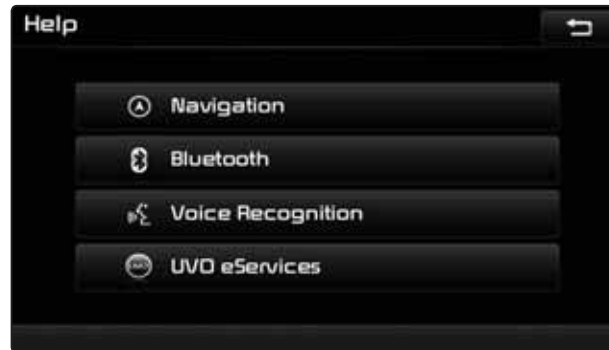 Help
Navigation
Bluetooth
Voice Recognition
UVO eServices